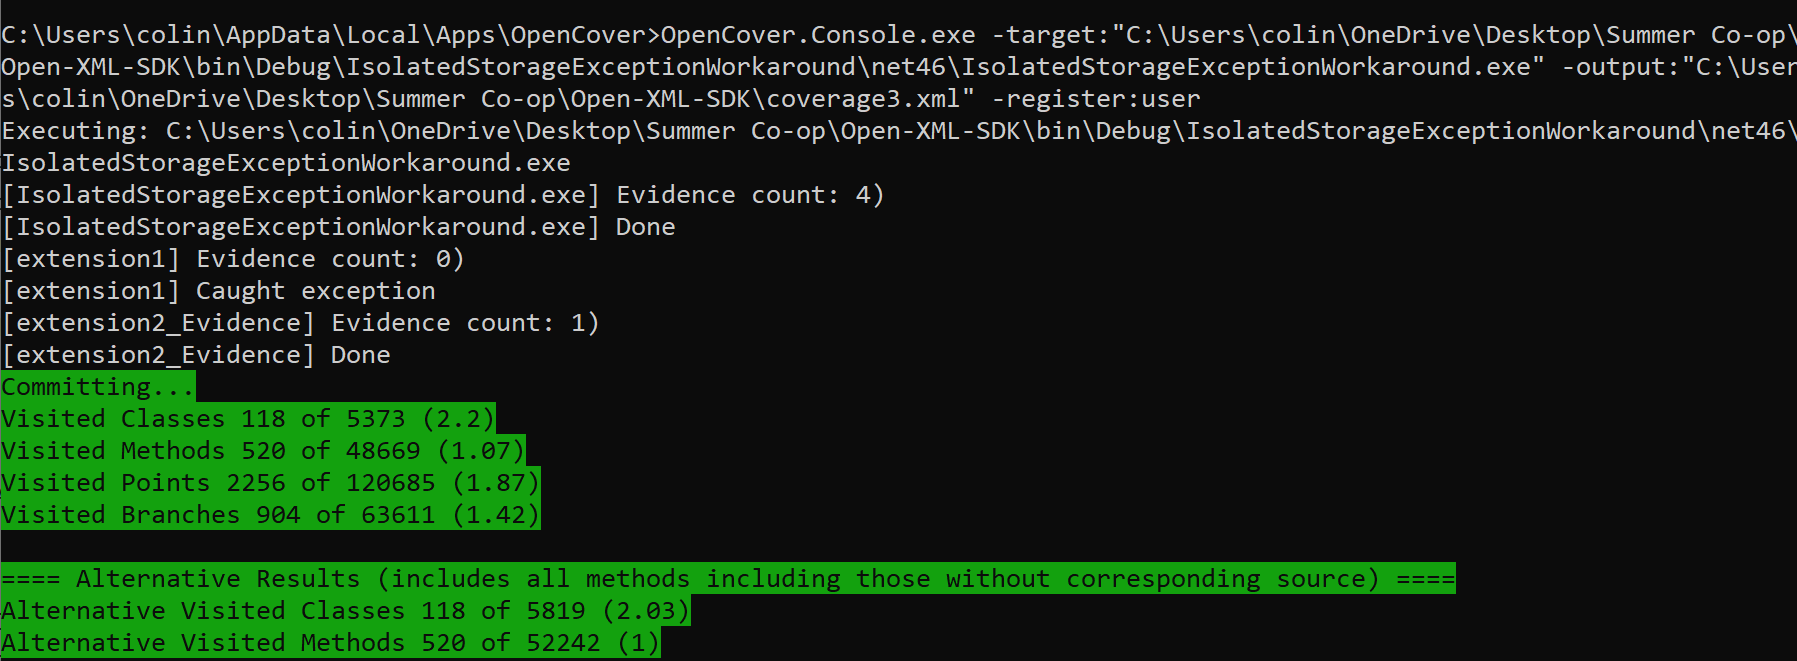 C:\Users\colin\AppData\Local\Apps\OpenCover>OpenCover.Console.exe -target:"C:\Users\colin\OneDrive\Desktop\Summer Co-op\
Open-XML-SDK\bin\Debug\IsolatedStorageExceptionWorkaround\net46\IsolatedStorageExceptionWorkaround.exe" -output:"C:\User
s\colin\OneDrive\Desktop\Summer Co-op\Open-XML-SDK\coverage3.xml" -register:user
Executing: C:\Users\colin\OneDrive\Desktop\Summer Co-op\Open-XML-SDK\bin\Debug\IsolatedStorageExceptionWorkaround\net46\
IsolatedStorageExceptionWorkaround.exe
[IsolatedStorageExceptionWorkaround.exe] Evidence count: 4)
[IsolatedStorageExceptionWorkaround.exe] Done
[extension1] Evidence count: 0)
[extension1] Caught exception
[extension2_Evidence] Evidence count: 1)
[extension2_Evidence] Done
Committing...
Visited Classes 118 of 5373 (2.2)
Visited Methods 520 of 48669 (1.07)
Visited Points 2256 of 120685 (1.87)
Visited Branches 904 of 63611 (1.42)
==== Alternative Results (includes all methods including those without corresponding source) ====
Alternative Visited Classes 118 of 5819 (2.03)
Alternative Visited Methods 520 of 52242 (1)